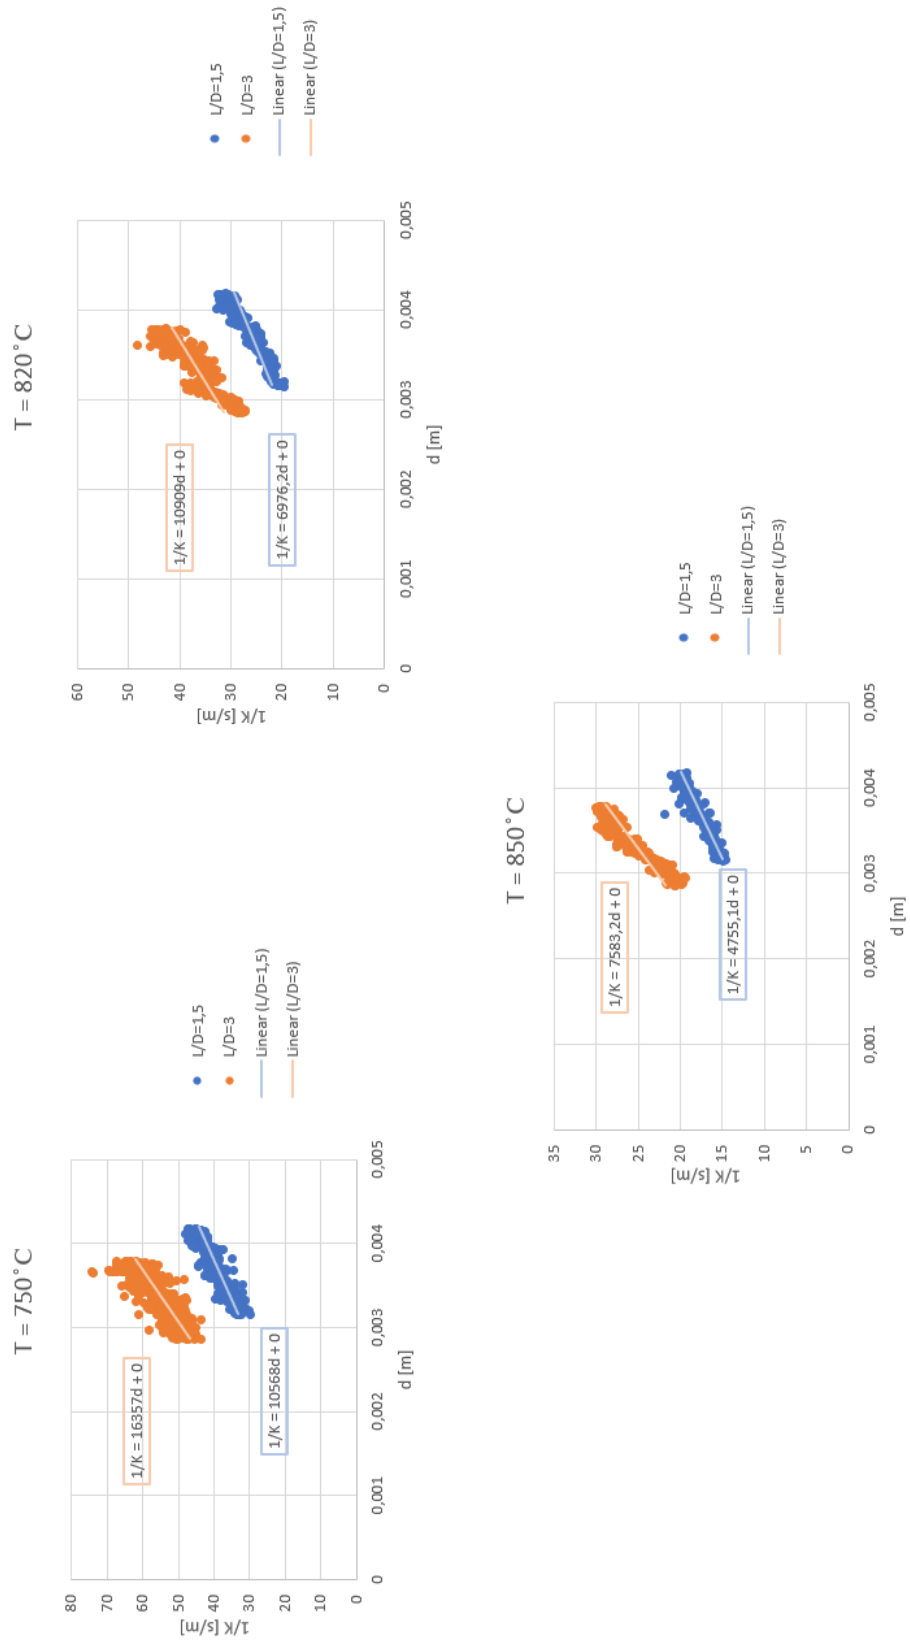 T = 750°C
80
70
60
50
40
30
20
10
0
1/K [s/m]
0
0,001
0,002
0,003
0,004
0,005
d [m]
1/K = 16357d + 0
1/K = 10568d + 0
L/D=1,5
L/D=3
Linear (L/D=1,5)
Linear (L/D=3)
T = 820°C
60
50
40
30
20
10
0
1/K [s/m]
0
0,001
0,002
0,003
0,004
0,005
d [m]
1/K = 10909d + 0
1/K = 6976,2d + 0
L/D=1,5
L/D=3
Linear (L/D=1,5)
Linear (L/D=3)
T = 850°C
35
30
25
20
15
10
5
0
1/K [s/m]
0
0,001
0,002
0,003
0,004
0,005
d [m]
1/K = 7583,2d + 0
1/K = 4755,1d + 0
L/D=1,5
L/D=3
Linear (L/D=1,5)
Linear (L/D=3)